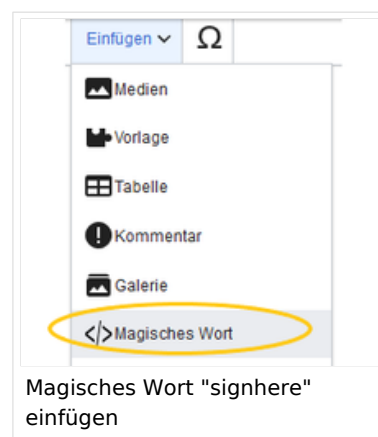 Einfügen Ω
Medien
Vorlage
Tabelle
Kommentar
Galerie
</>Magisches Wort
Magisches Wort "signhere"
einfügen